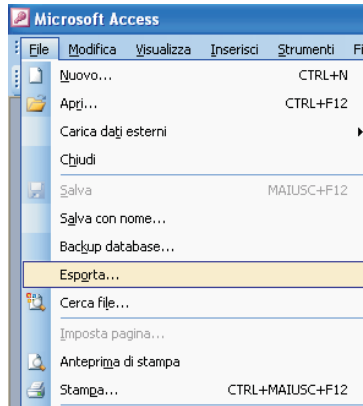 Microsoft Access
File Modifica Visualizza Inserisci Strumenti
Nuovo... CTRL+N
Apri... CTRL+F12
Carica dati esterni
Chiudi
Salva MAIUSC+F12
Salva con nome...
Backup database...
Esporta...
Cerca file...
Imposta pagina...
Anteprima di stampa
Stampa... CTRL+MAIUSC+F12